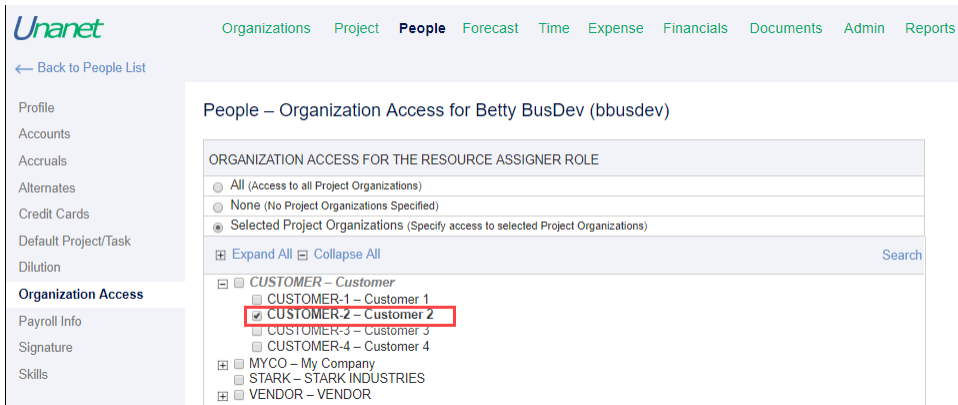 Unanet
Organizations Project People Forecast Time Expense Financials Documents Admin Reports
← Back to People List
Profile
Accounts
Accruals
Alternates
Credit Cards
Default Project/Task
Dilution
Organization Access
Payroll Info
Signature
Skills
People – Organization Access for Betty BusDev (bbusdev)
ORGANIZATION ACCESS FOR THE RESOURCE ASSIGNER ROLE
All (Access to all Project Organizations)
None (No Project Organizations Specified)
Selected Project Organizations (Specify access to selected Project Organizations)
Expand All Collapse All Search
CUSTOMER – Customer
CUSTOMER-1 – Customer 1
CUSTOMER-2 – Customer 2
CUSTOMER-3 – Customer 3
CUSTOMER-4 – Customer 4
MYCO – My Company
STARK – STARK INDUSTRIES
VENDOR – VENDOR